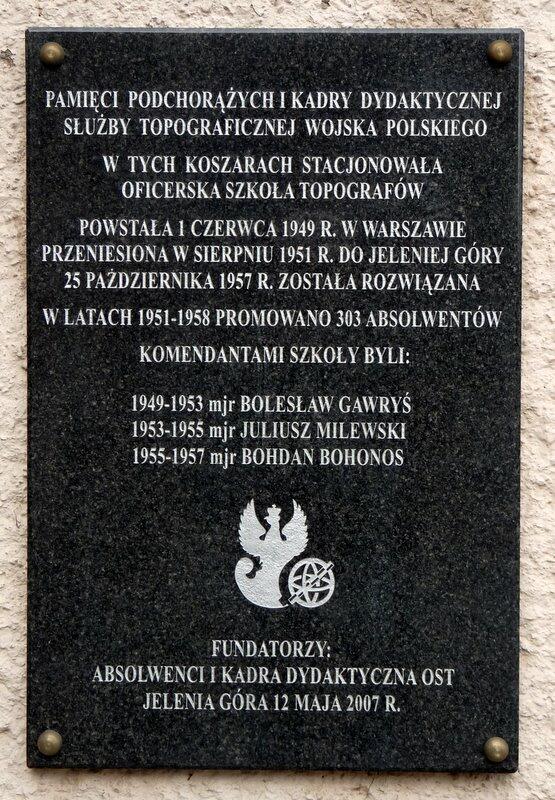 PAMIĘCI PODCHORĄŻYCH I KADRY DYDAKTYCZNEJ
SŁUŻBY TOPOGRAFICZNEJ WOJSKA POLSKIEGO
W TYCH KOSZARACH STACJONOWAŁA
OFICERSKA SZKOŁA TOPOGRAFÓW
POWSTAŁA 1 CZERWCA 1949 R. W WARSZAWIE
PRZENIESIONA W SIERPNIU 1951 R. DO JELENIEJ GÓRY
25 PAŹDZIERNIKA 1957 R. ZOSTAŁA ROZWIĄZANA
W LATACH 1951-1958 PROMOWANO 303 ABSOLWENTÓW
KOMENDANTAMI SZKOŁY BYLI:
1949-1953 mjr BOLESŁAW GAWRYŚ
1953-1955 mjr JULIUSZ MILEWSKI
1955-1957 mjr BOHDAN BOHONOS
FUNDATORZY:
ABSOLWENCI I KADRA DYDAKTYCZNA OST
JELENIA GÓRA 12 MAJA 2007 R.